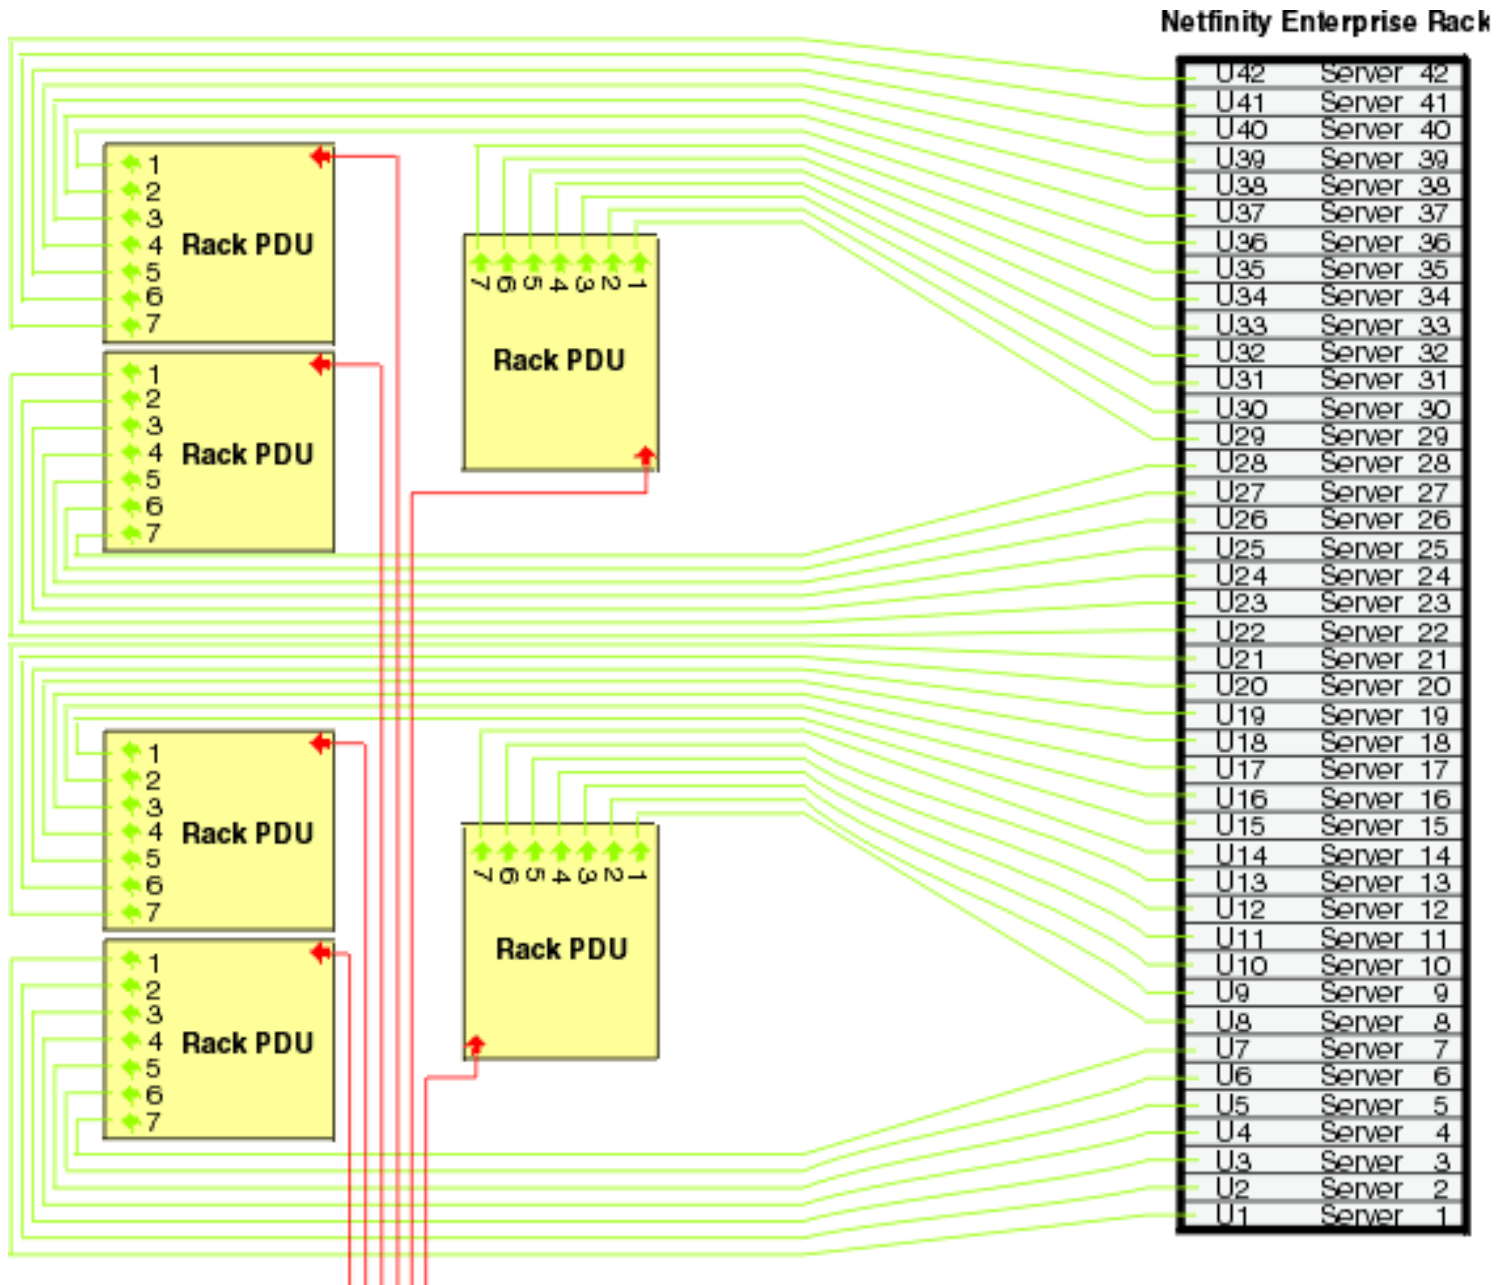 Netfinity Enterprise Rack
U42 Server 42
U41 Server 41
U40 Server 40
U39 Server 39
U38 Server 38
U37 Server 37
U36 Server 36
U35 Server 35
U34 Server 34
U33 Server 33
U32 Server 32
U31 Server 31
U30 Server 30
U29 Server 29
U28 Server 28
U27 Server 27
U26 Server 26
U25 Server 25
U24 Server 24
U23 Server 23
U22 Server 22
U21 Server 21
U20 Server 20
U19 Server 19
U18 Server 18
U17 Server 17
U16 Server 16
U15 Server 15
U14 Server 14
U13 Server 13
U12 Server 12
U11 Server 11
U10 Server 10
U9 Server 9
U8 Server 8
U7 Server 7
U6 Server 6
U5 Server 5
U4 Server 4
U3 Server 3
U2 Server 2
U1 Server 1
1
2
3
4
5
6
7
Rack PDU
7 6 5 4 3 2 1
Rack PDU
1
2
3
4
5
6
7
Rack PDU
1
2
3
4
5
6
7
Rack PDU
7 6 5 4 3 2 1
Rack PDU
1
2
3
4
5
6
7
Rack PDU